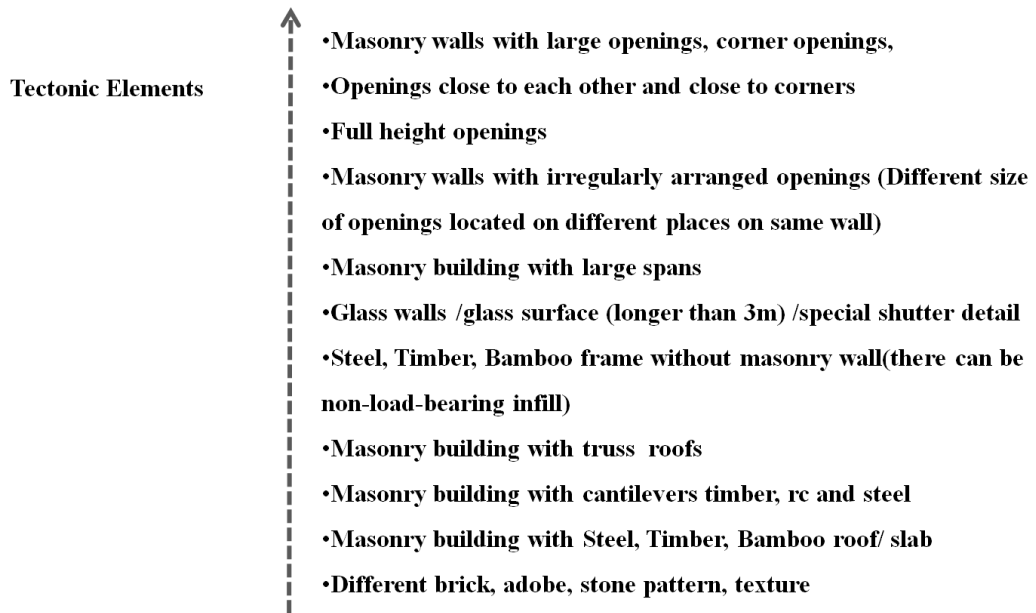 •Masonry walls with large openings, corner openings,
Tectonic Elements
•Openings close to each other and close to corners
•Full height openings
•Masonry walls with irregularly arranged openings (Different size
of openings located on different places on same wall)
•Masonry building with large spans
•Glass walls /glass surface (longer than 3m) /special shutter detail
•Steel, Timber, Bamboo frame without masonry wall(there can be
non-load-bearing infill)
•Masonry building with truss roofs
•Masonry building with cantilevers timber, rc and steel
•Masonry building with Steel, Timber, Bamboo roof/ slab
•Different brick, adobe, stone pattern, texture